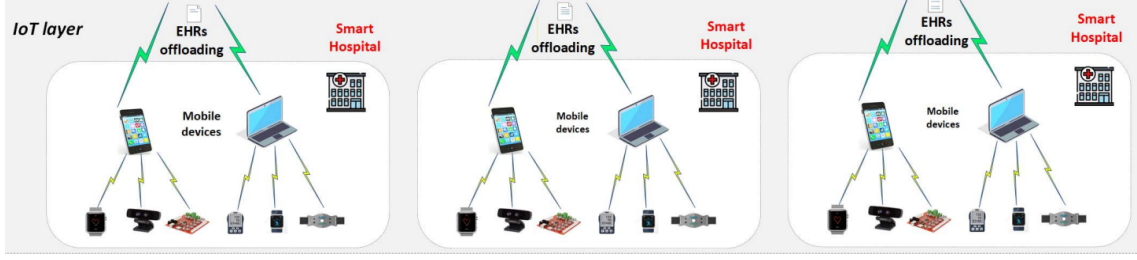 IoT layer
EHRs
offloading
Smart
Hospital
Mobile
devices
EHRs
offloading
Smart
Hospital
Mobile
devices
EHRs
offloading
Smart
Hospital
Mobile
devices